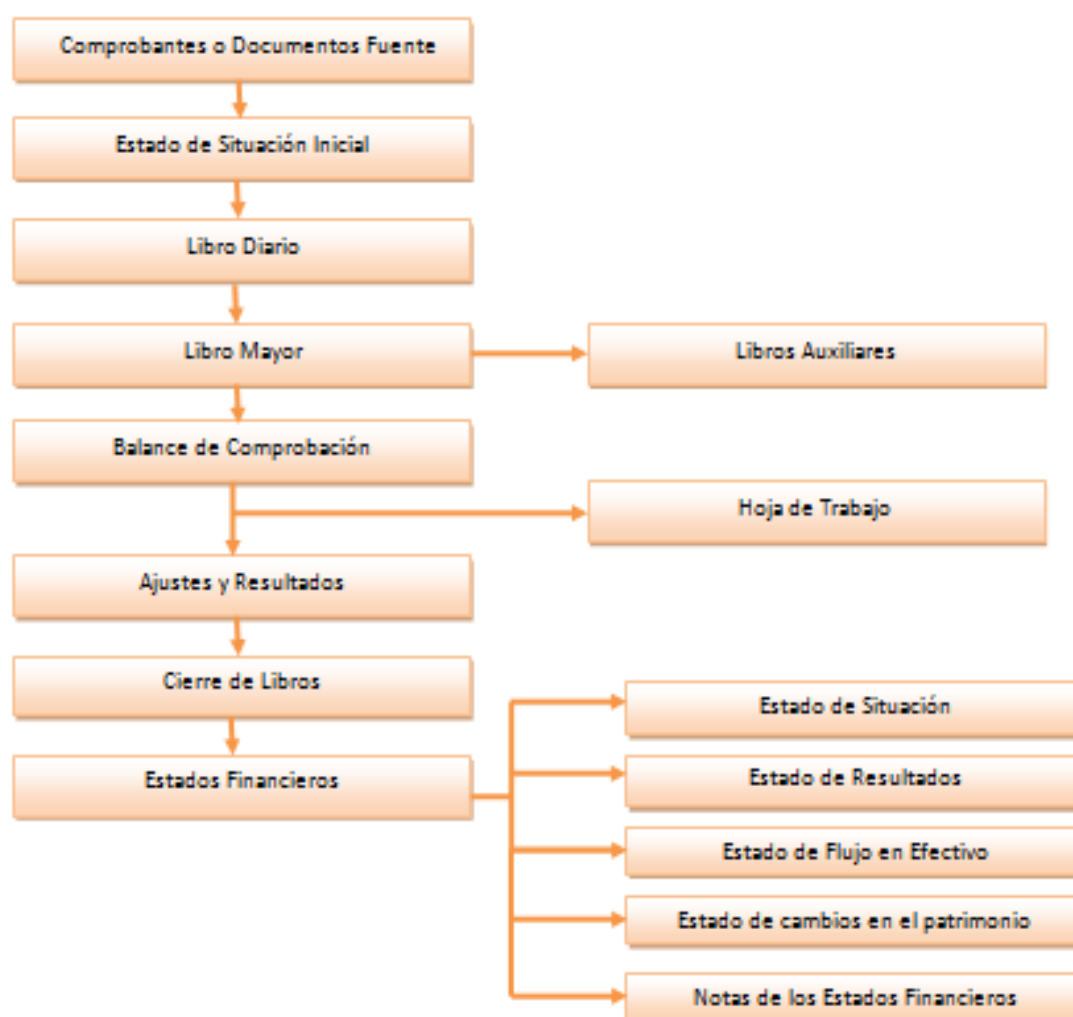 Comprobantes o Documentos Fuente
Estado de Situación Inicial
Libro Diario
Libro Mayor
Libros Auxiliares
Balance de Comprobación
Hoja de Trabajo
Ajustes y Resultados
Cierre de Libros
Estados Financieros
Estado de Situación
Estado de Resultados
Estado de Flujo en Efectivo
Estado de cambios en el patrimonio
Notas de los Estados Financieros